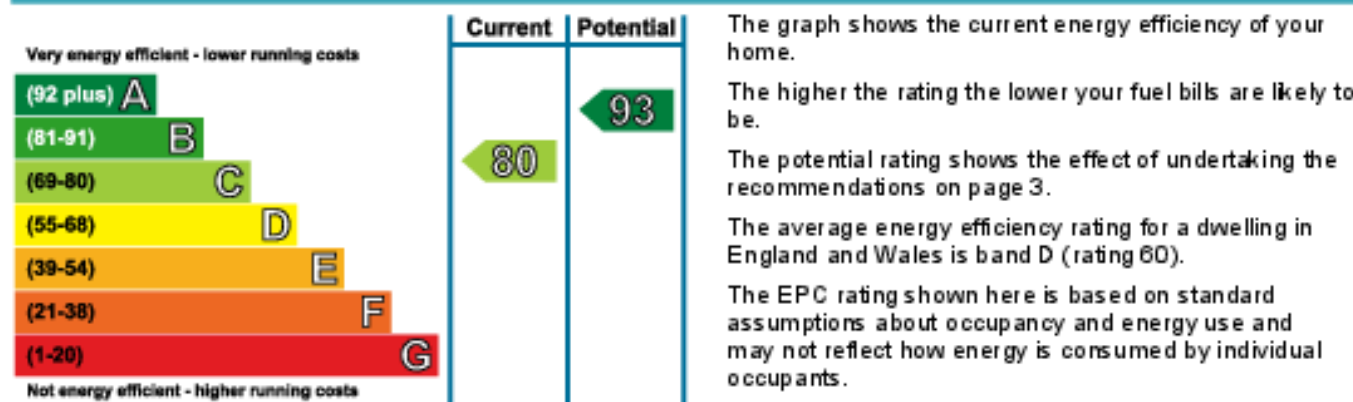 Very energy efficient - lower running costs
(92 plus) A
(81-91) B
(69-80) C
(55-68) D
(39-54) E
(21-38) F
(1-20) G
Not energy efficient - higher running costs
Current Potential
80
93
The graph shows the current energy efficiency of your
home.
The higher the rating the lower your fuel bills are likely to
be.
The potential rating shows the effect of undertaking the
recommendations on page 3.
The average energy efficiency rating for a dwelling in
England and Wales is band D (rating 60).
The EPC rating shown here is based on standard
assumptions about occupancy and energy use and
may not reflect how energy is consumed by individual
occupants.